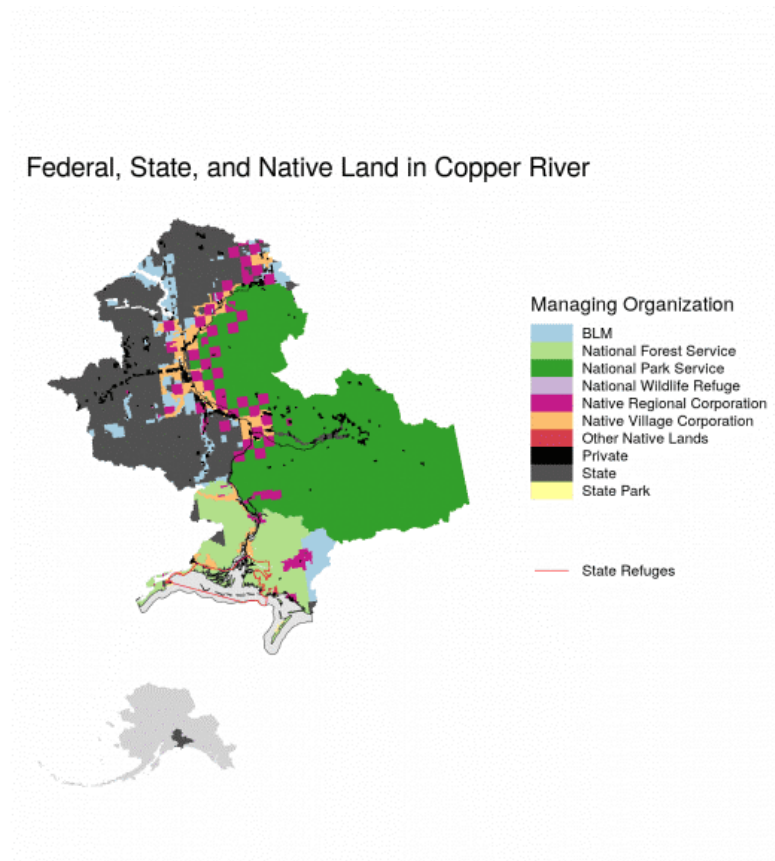 Federal, State, and Native Land in Copper River
Managing Organization
BLM
National Forest Service
National Park Service
National Wildlife Refuge
Native Regional Corporation
Native Village Corporation
Other Native Lands
Private
State
State Park
State Refuges